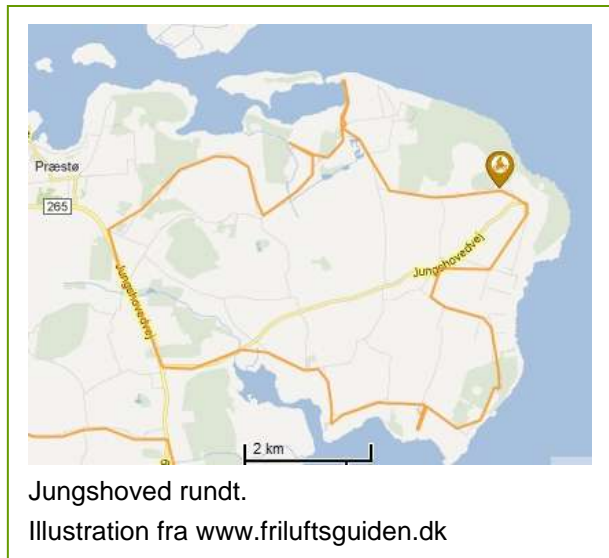 Præstø
265
Jungshovedvej
Jungshovedvej
2 km
Jungshoved rundt.
Illustration fra www.friluftsguiden.dk